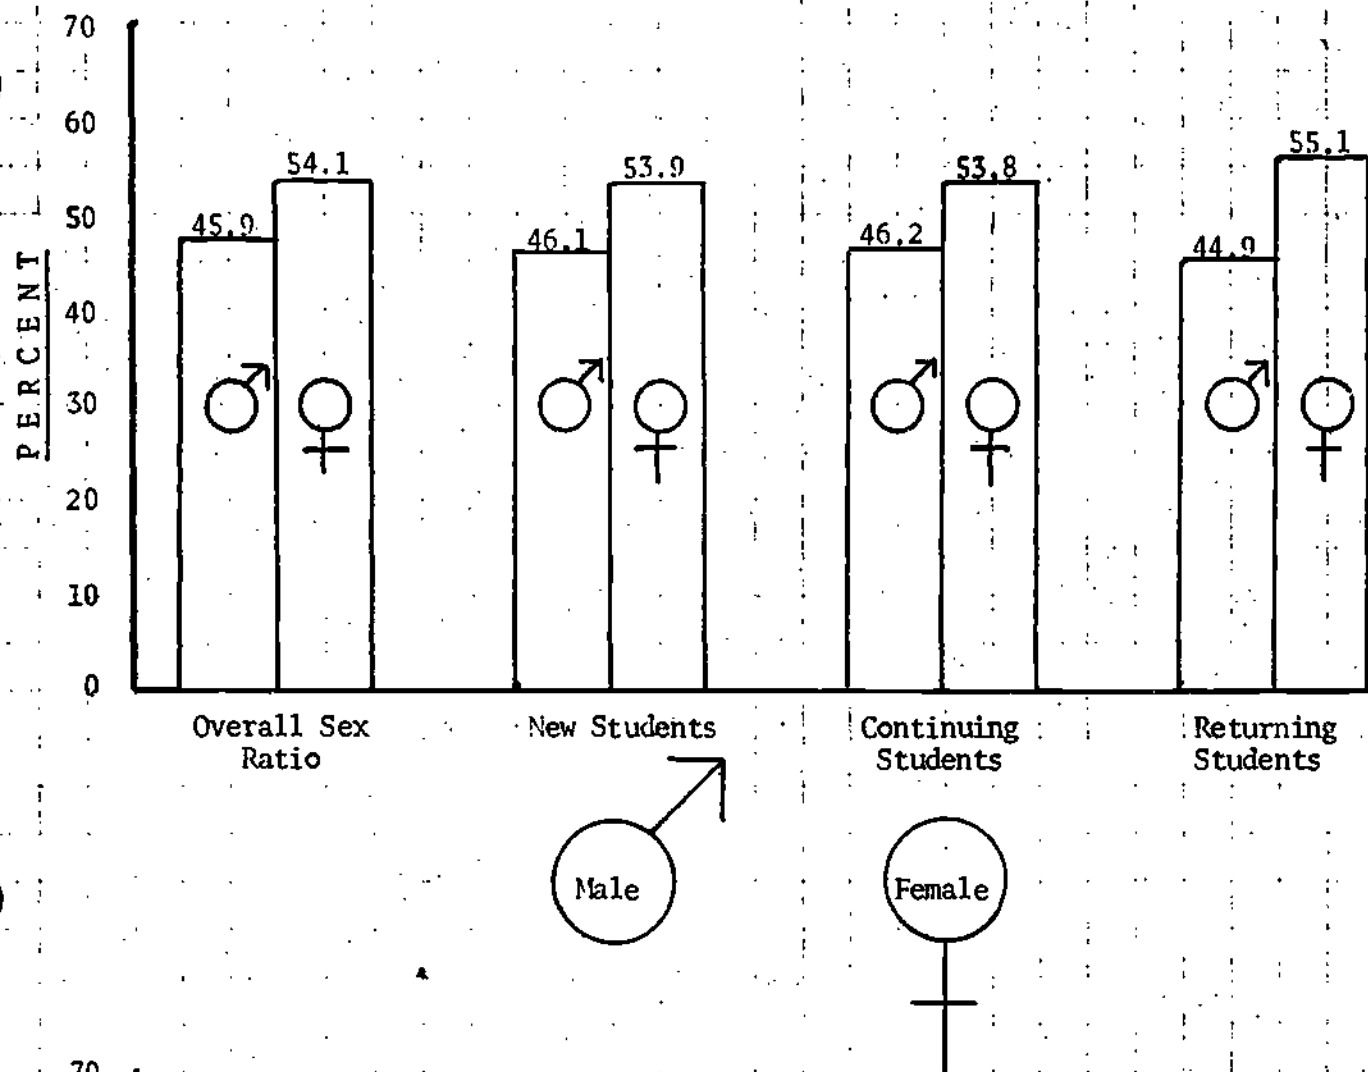 70
60
50
40
30
20
10
0
PERCENT
45.9 54.1 46.1 53.9 46.2 53.8 44.9 55.1
Overall Sex Ratio
New Students
Continuing Students
Returning Students
Male
Female
70